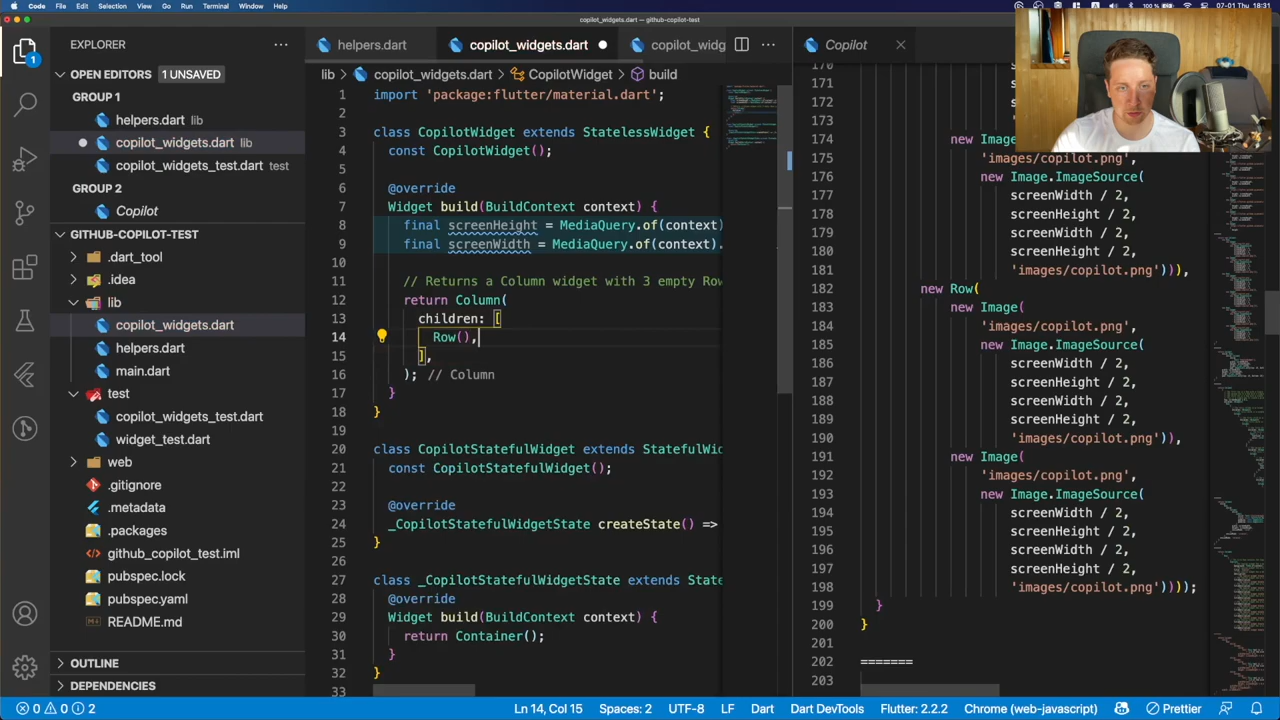 Code File Edit Selection View Go Run Terminal Window Help
100 %
A
07-01 Thu 18:31
copilot_widgets.dart — github-copilot-test
EXPLORER
OPEN EDITORS 1 UNSAVED
GROUP 1
helpers.dart lib
copilot_widgets.dart lib
copilot_widgets_test.dart test
GROUP 2
Copilot
GITHUB-COPILOT-TEST
.dart_tool
.idea
lib
copilot_widgets.dart
helpers.dart
main.dart
test
copilot_widgets_test.dart
widget_test.dart
web
.gitignore
.metadata
.packages
github_copilot_test.iml
pubspec.lock
pubspec.yaml
README.md
OUTLINE
DEPENDENCIES
1
helpers.dart
copilot_widgets.dart
copilot_widg
lib > copilot_widgets.dart > CopilotWidget > build
1 import 'package:flutter/material.dart';
2
3 class CopilotWidget extends StatelessWidget {
4 const CopilotWidget();
5
6 @override
7 Widget build(BuildContext context) {
8 final screenHeight = MediaQuery.of(context)
9 final screenWidth = MediaQuery.of(context).
10
11 // Returns a Column widget with 3 empty Row
12 return Column(
13 children: [
14 Row(),
15 ],
16 ); // Column
17 }
18 }
19
20 class CopilotStatefulWidget extends StatefulW
21 const CopilotStatefulWidget();
22
23 @override
24 _CopilotStatefulWidgetState createState() =>
25 }
26
27 class _CopilotStatefulWidgetState extends State
28 @override
29 Widget build(BuildContext context) {
30 return Container();
31 }
32 }
33
Copilot
170
171
172
173
174 new Image(
175 'images/copilot.png',
176 new Image.ImageSource(
177 screenWidth / 2,
178 screenHeight / 2,
179 screenWidth / 2,
180 screenHeight / 2,
181 'images/copilot.png'))),
182 new Row(
183 new Image(
184 'images/copilot.png',
185 new Image.ImageSource(
186 screenWidth / 2,
187 screenHeight / 2,
188 screenWidth / 2,
189 screenHeight / 2,
190 'images/copilot.png')),
191 new Image(
192 'images/copilot.png',
193 new Image.ImageSource(
194 screenWidth / 2,
195 screenHeight / 2,
196 screenWidth / 2,
197 screenHeight / 2,
198 'images/copilot.png'))));
199 }
200 }
201
202 =======
203
0 0 2
Ln 14, Col 15 Spaces: 2 UTF-8 LF Dart Dart DevTools Flutter: 2.2.2 Chrome (web-javascript) Prettier